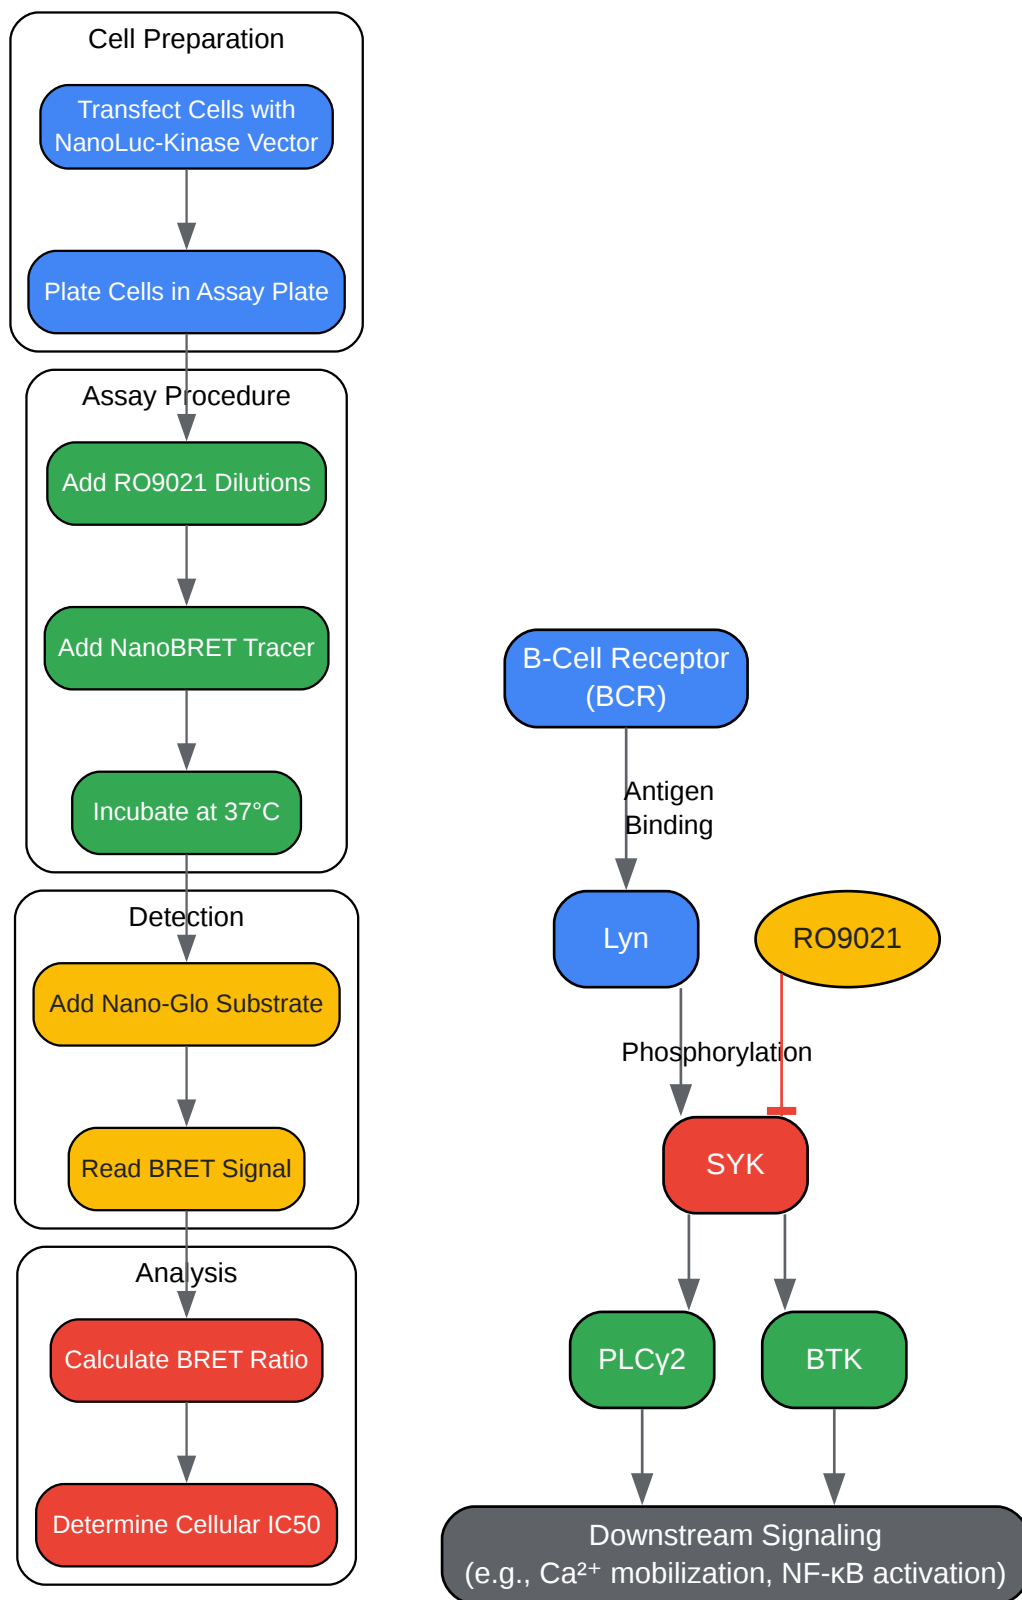 Cell Preparation
Transfect Cells with
NanoLuc-Kinase Vector
Plate Cells in Assay Plate
Assay Procedure
Add RO9021 Dilutions
Add NanoBRET Tracer
Incubate at 37°C
Detection
Add Nano-Glo Substrate
Read BRET Signal
Analysis
Calculate BRET Ratio
Determine Cellular IC50
B-Cell Receptor
(BCR)
Antigen
Binding
Lyn
RO9021
Phosphorylation
SYK
PLCγ2
BTK
Downstream Signaling
(e.g., Ca²⁺ mobilization, NF-κB activation)